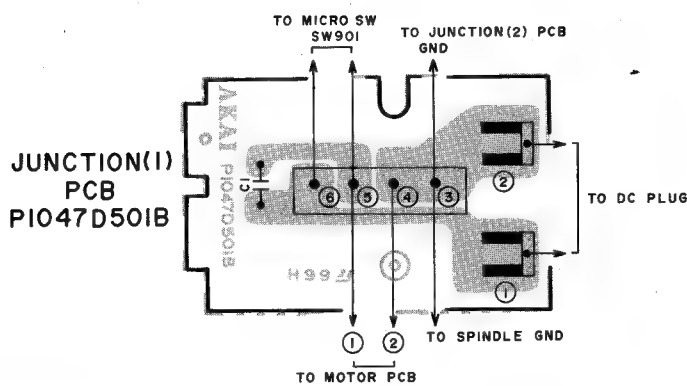 TO MICRO SW
SW901
TO JUNCTION(2) PCB
GND
JUNCTION(1)
PCB
P1047D501B
AKAI P1047D501B
C1
⑥ ⑤ ④ ③
②
TO DC PLUG
①
H99
① ②
TO SPINDLE GND
TO MOTOR PCB